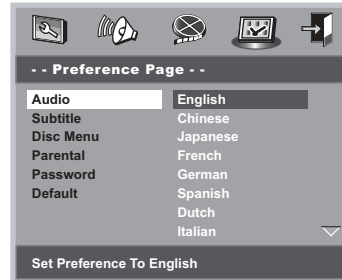 - - Preference Page - -
Audio
Subtitle
Disc Menu
Parental
Password
Default
English
Chinese
Japanese
French
German
Spanish
Dutch
Italian
Set Preference To English